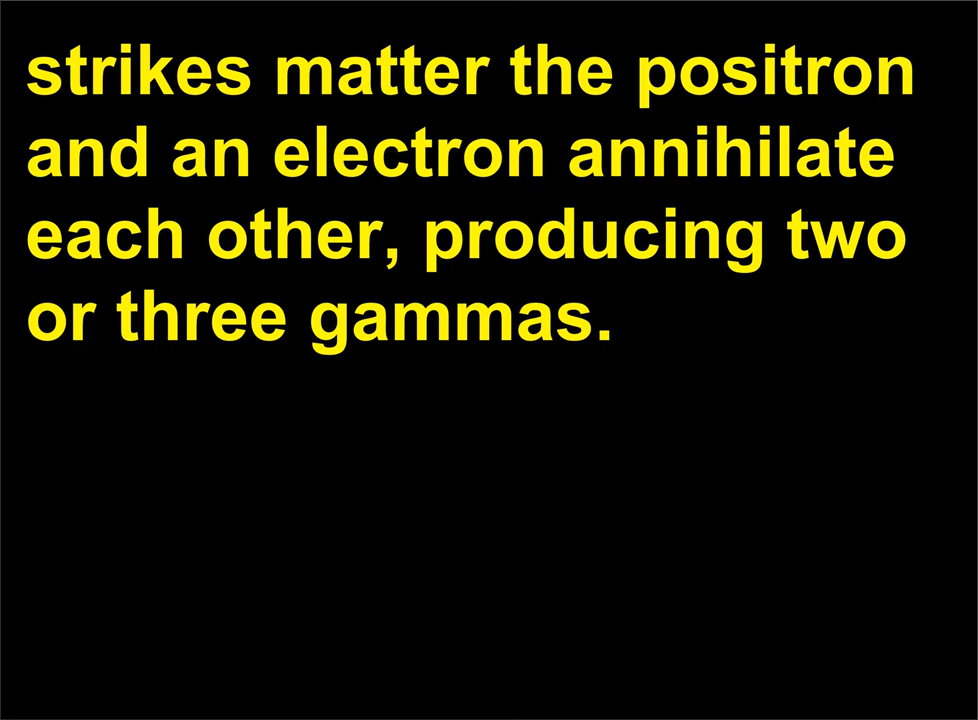 strikes matter the positron
and an electron annihilate
each other, producing two
or three gammas.